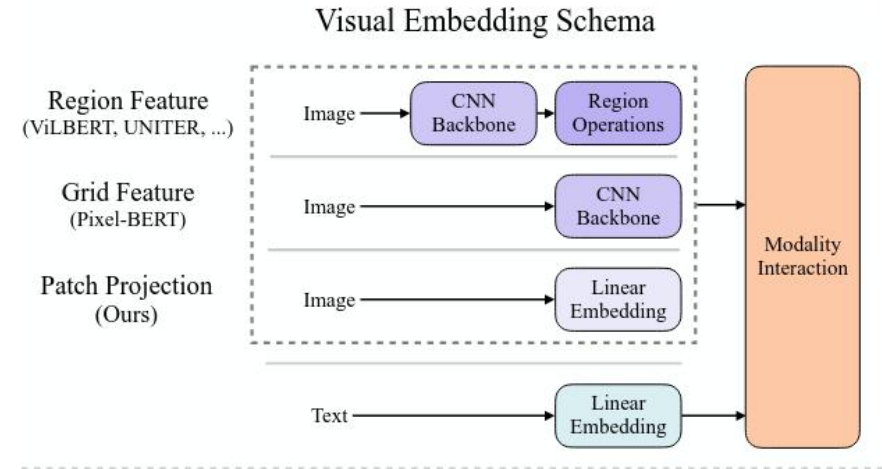 Visual Embedding Schema
Region Feature
(ViLBERT, UNITER, ...)
Image
CNN
Backbone
Region
Operations
Grid Feature
(Pixel-BERT)
Image
CNN
Backbone
Patch Projection
(Ours)
Image
Linear
Embedding
Text
Linear
Embedding
Modality
Interaction